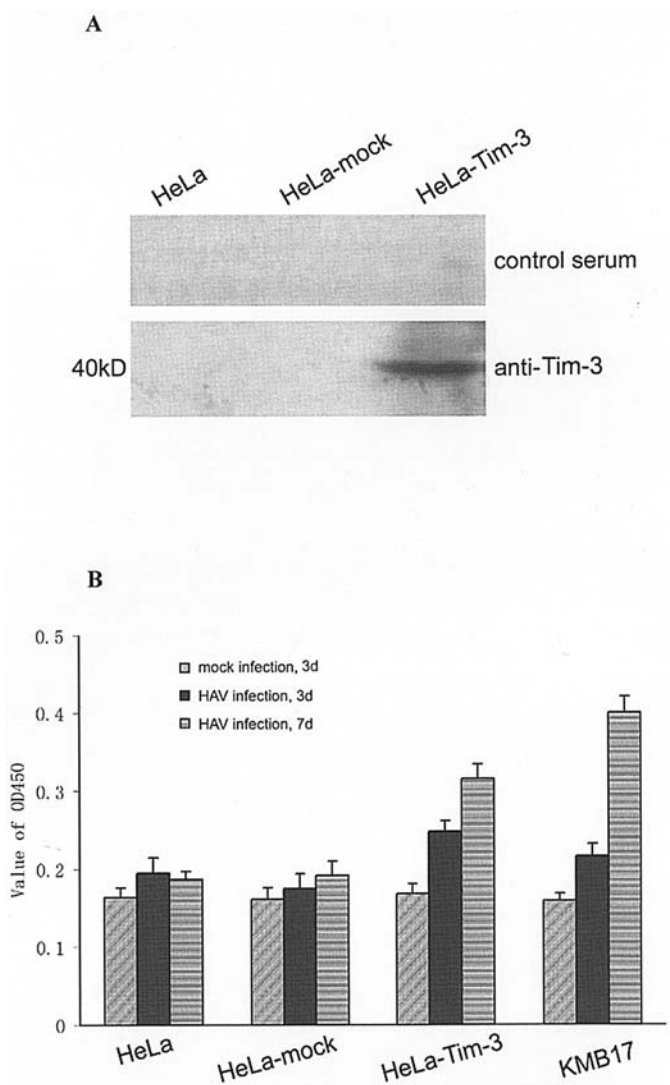 A
HeLa
HeLa-mock
HeLa-Tim-3
control serum
40kD
anti-Tim-3
B
0.5
mock infection, 3d
HAV infection, 3d
HAV infection, 7d
0.4
0.3
0.2
0.1
0
Value of OD450
HeLa
HeLa-mock
HeLa-Tim-3
KMB17